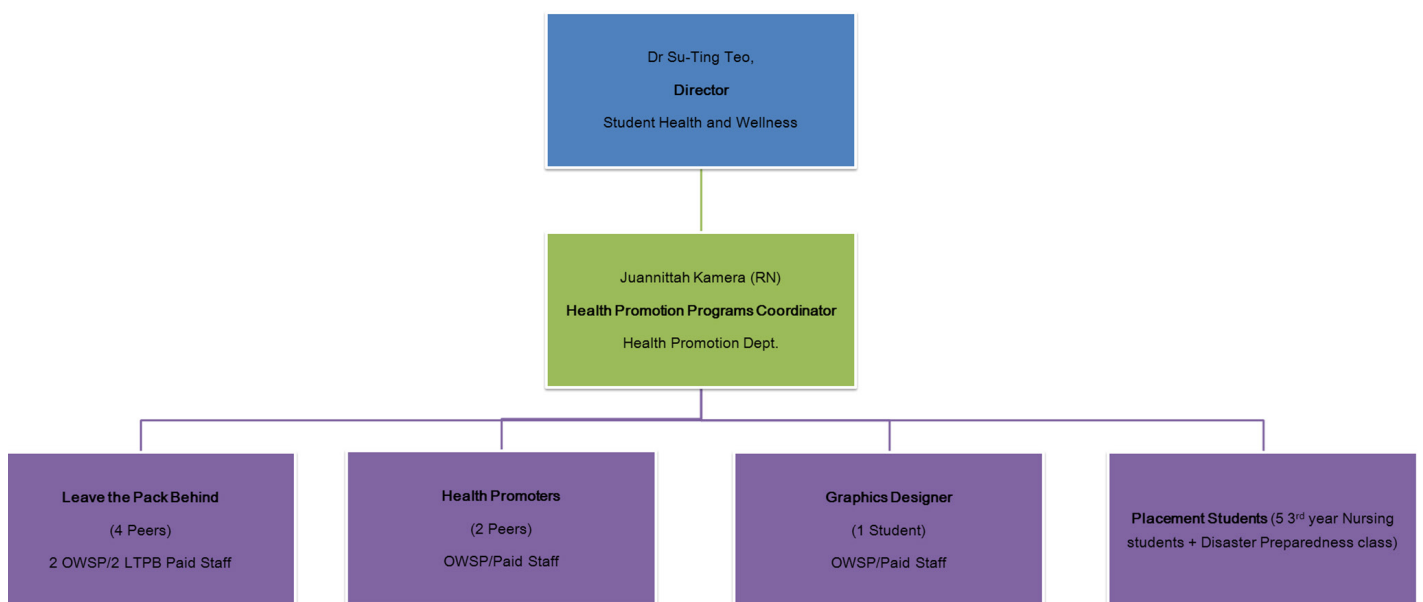 Dr Su-Ting Teo,
Director
Student Health and Wellness
Juannittah Kamera (RN)
Health Promotion Programs Coordinator
Health Promotion Dept.
Leave the Pack Behind
(4 Peers)
2 OWSP/2 LTPB Paid Staff
Health Promoters
(2 Peers)
OWSP/Paid Staff
Graphics Designer
(1 Student)
OWSP/Paid Staff
Placement Students (5 3rd year Nursing
students + Disaster Preparedness class)